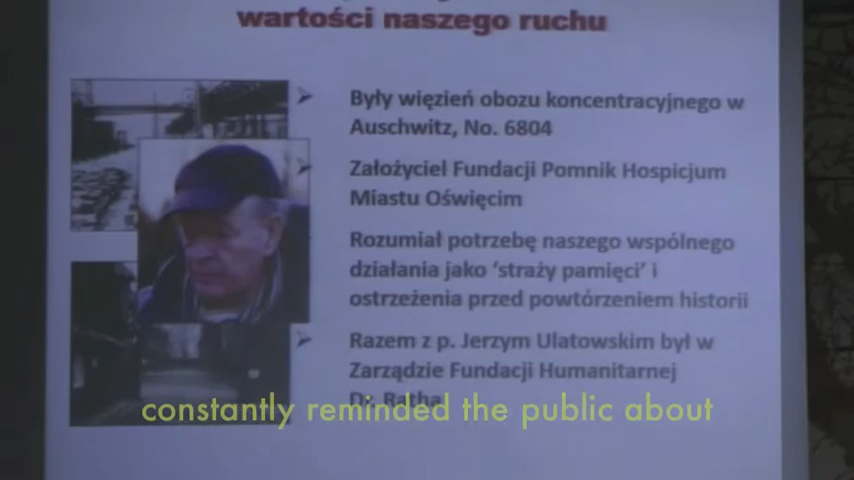 wartości naszego ruchu
Były więzień obozu koncentracyjnego w
Auschwitz, No. 6804
Założyciel Fundacji Pomnik Hospicjum
Miastu Oświęcim
Rozumiał potrzebę naszego wspólnego
działania jako ‘straży pamięci’ i
ostrzeżenia przed powtórzeniem historii
Razem z p. Jerzym Ulatowskim był w
Zarządzie Fundacji Humanitarnej
Dr. Ratha
constantly reminded the public about